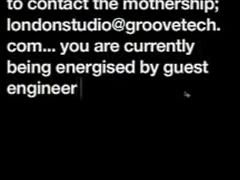 to contact the mothership;
londonstudio@groovetech.
com... you are currently
being energised by guest
engineer